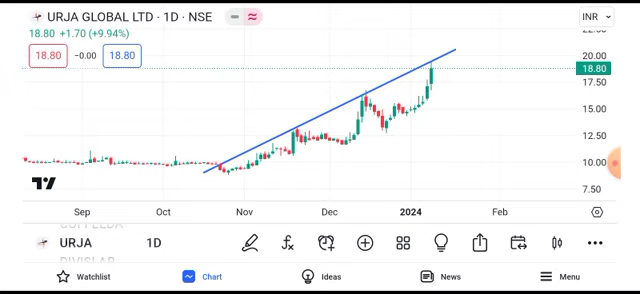 URJA GLOBAL LTD · 1D · NSE
INR
18.80 +1.70 (+9.94%)
18.80 −0.00 18.80
20.00
18.80
17.50
15.00
12.50
10.00
7.50
Sep Oct Nov Dec 2024 Feb
URJA 1D
Watchlist Chart Ideas News Menu